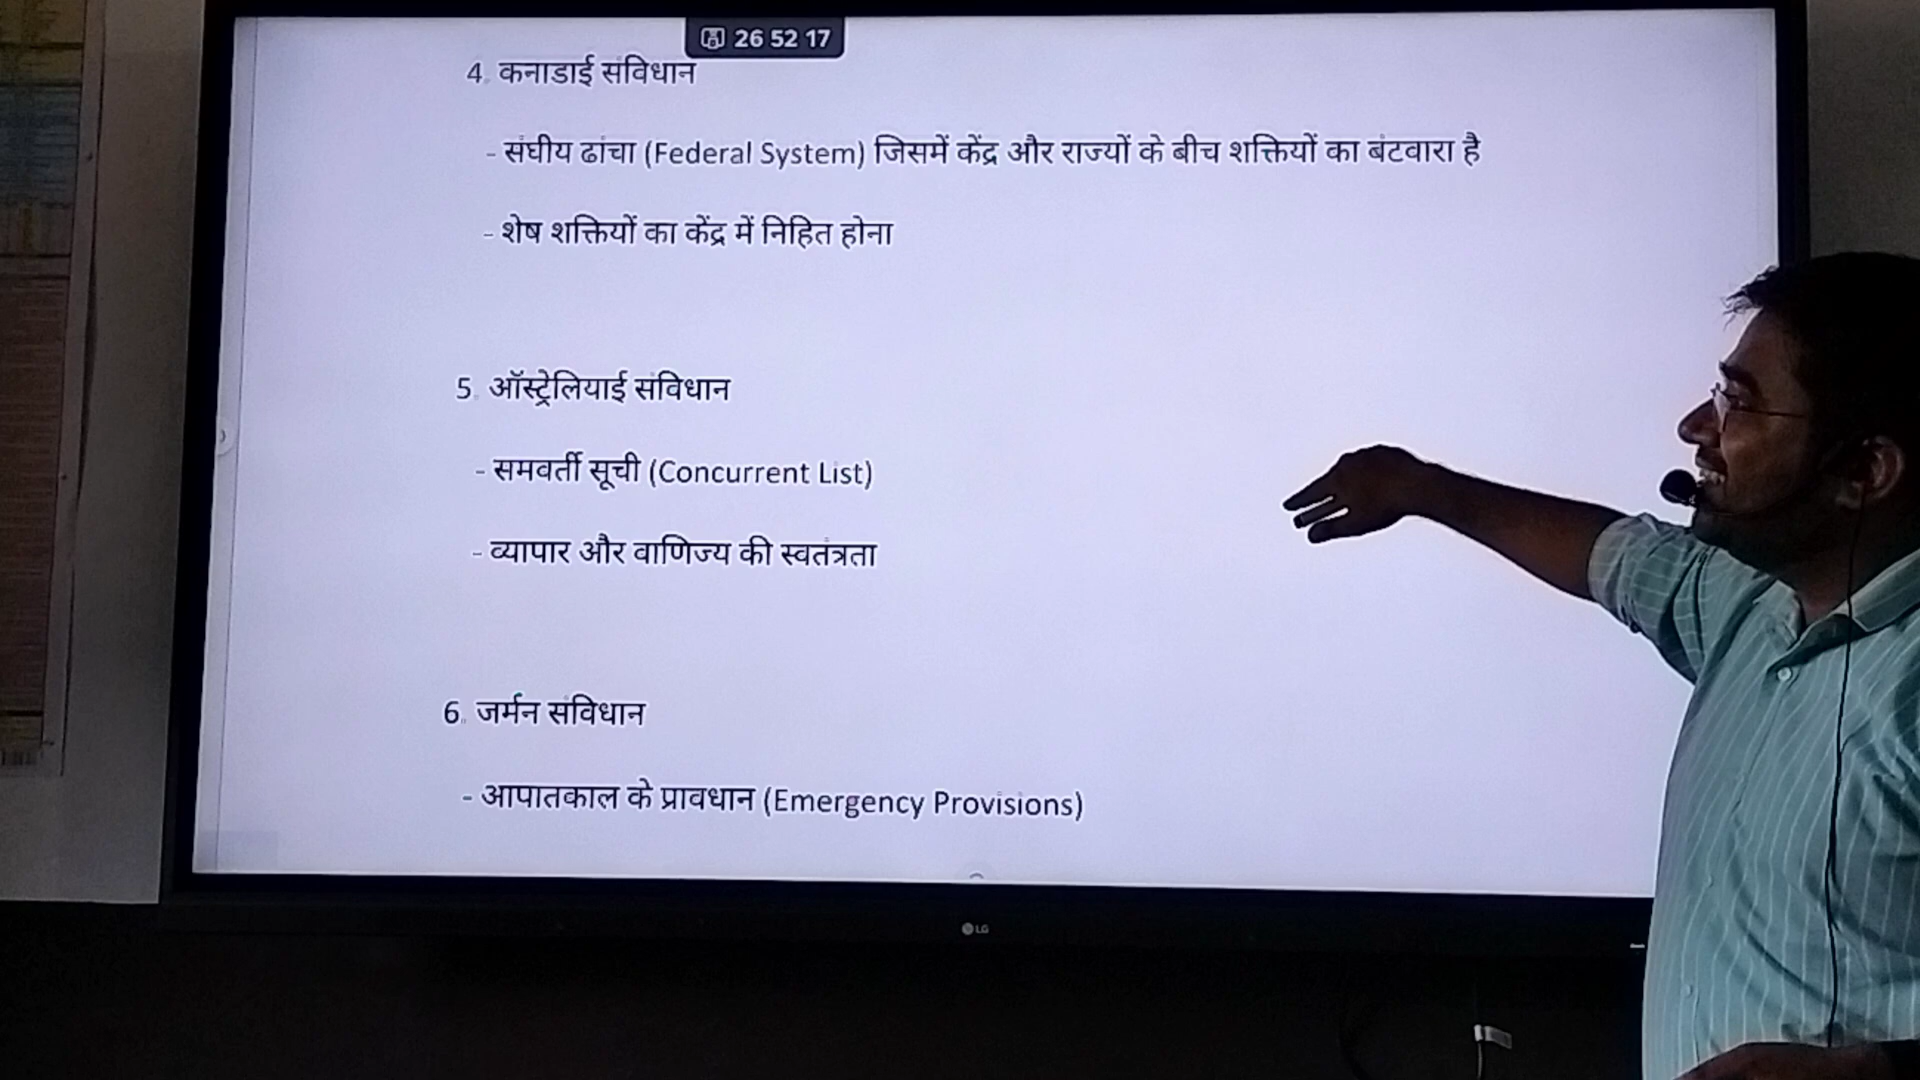 26 52 17
4. कनाडाई संविधान
- संघीय ढांचा (Federal System) जिसमें केंद्र और राज्यों के बीच शक्तियों का बंटवारा है
- शेष शक्तियों का केंद्र में निहित होना
5. ऑस्ट्रेलियाई संविधान
- समवर्ती सूची (Concurrent List)
- व्यापार और वाणिज्य की स्वतंत्रता
6. जर्मन संविधान
- आपातकाल के प्रावधान (Emergency Provisions)
LG